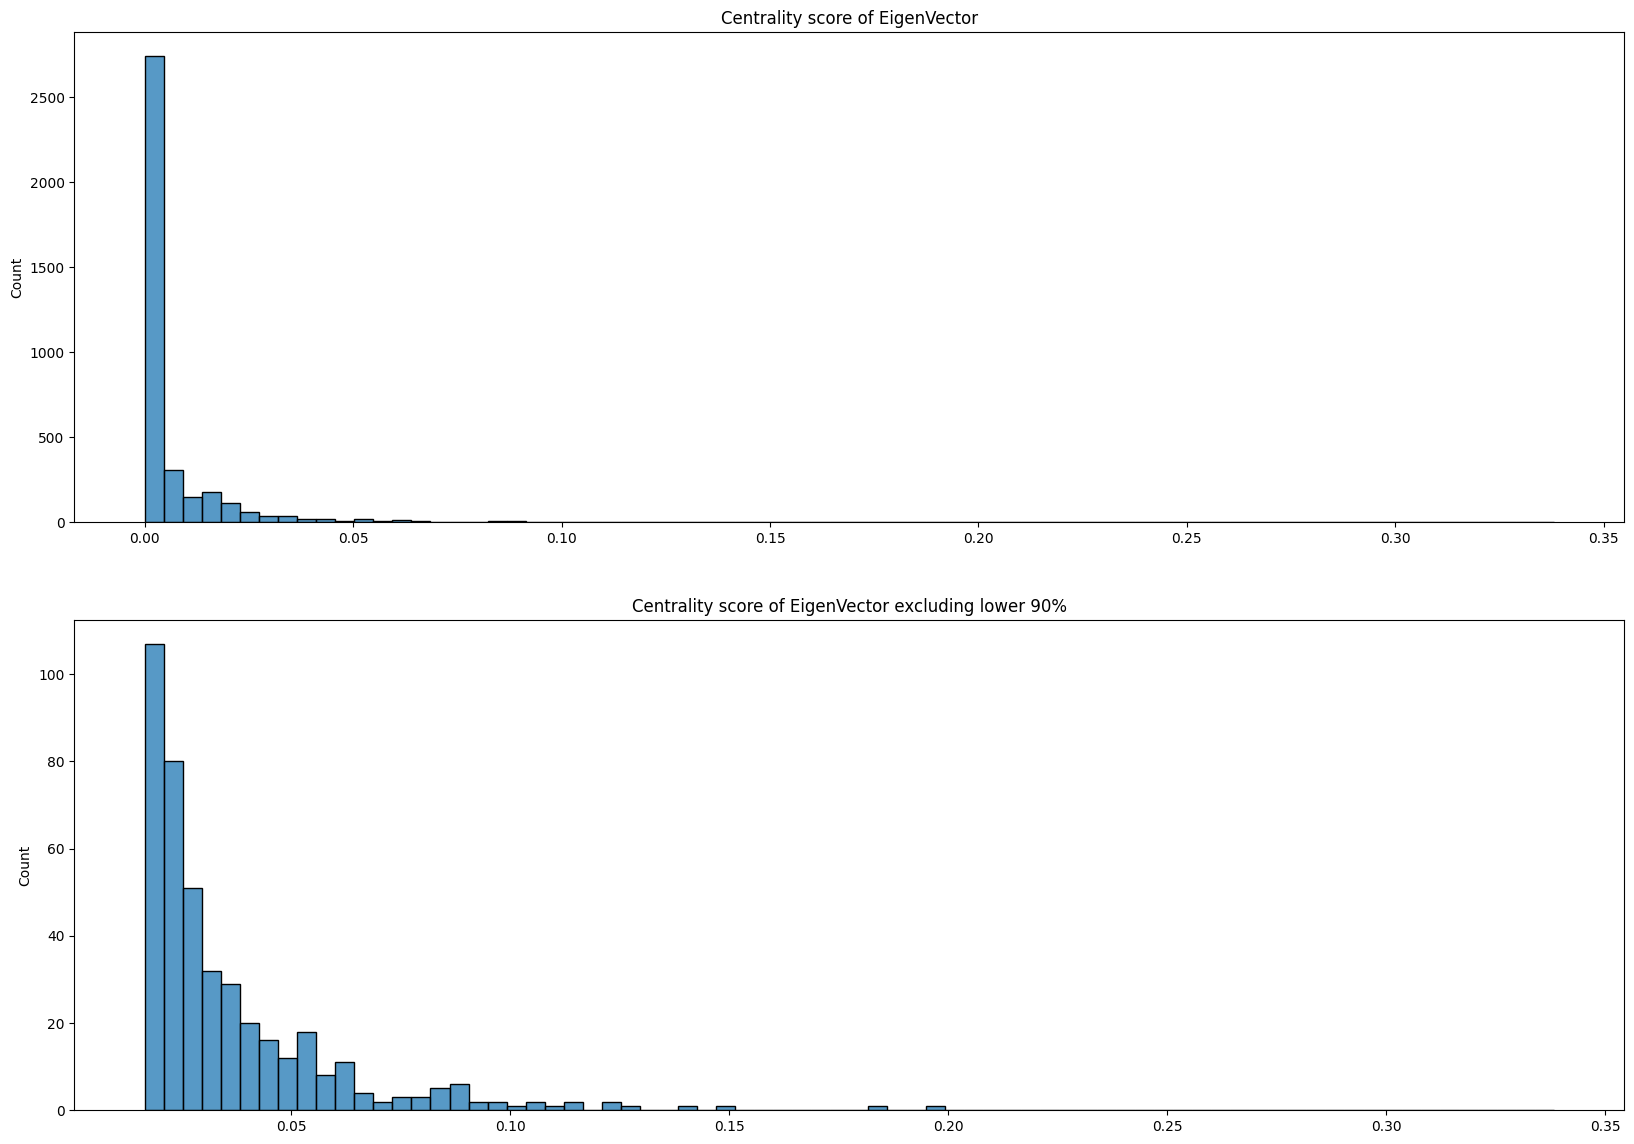 Centrality score of EigenVector
2500
2000
1500
1000
500
0
Count
0.00 0.05 0.10 0.15 0.20 0.25 0.30 0.35
Centrality score of EigenVector excluding lower 90%
100
80
60
40
20
0
Count
0.05 0.10 0.15 0.20 0.25 0.30 0.35